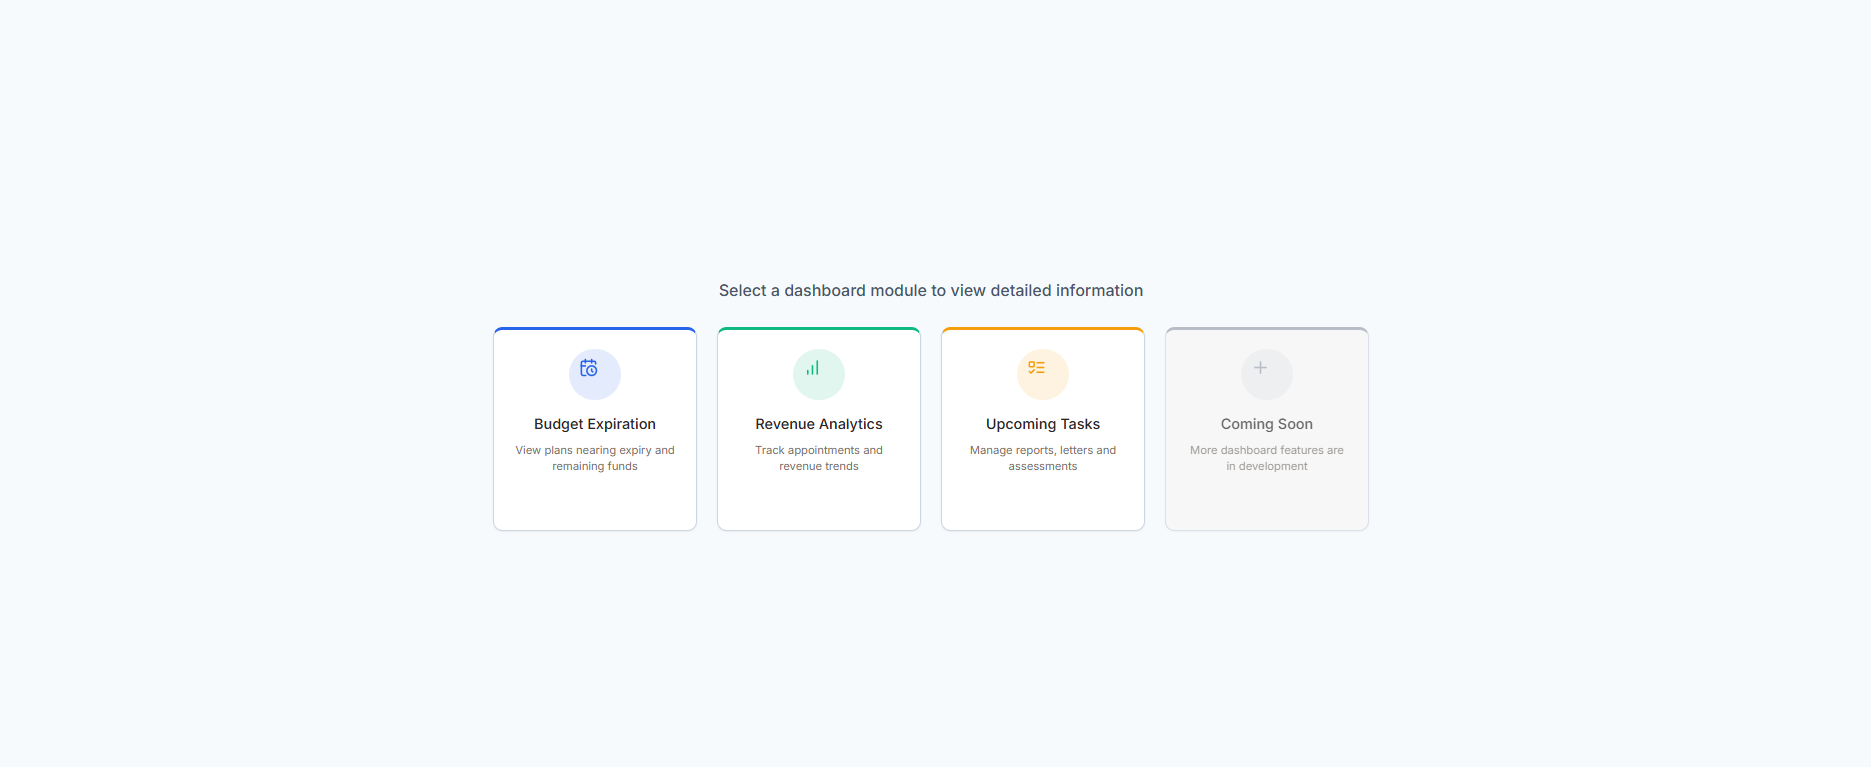 Select a dashboard module to view detailed information
Budget Expiration
View plans nearing expiry and
remaining funds
Revenue Analytics
Track appointments and
revenue trends
Upcoming Tasks
Manage reports, letters and
assessments
Coming Soon
More dashboard features are
in development